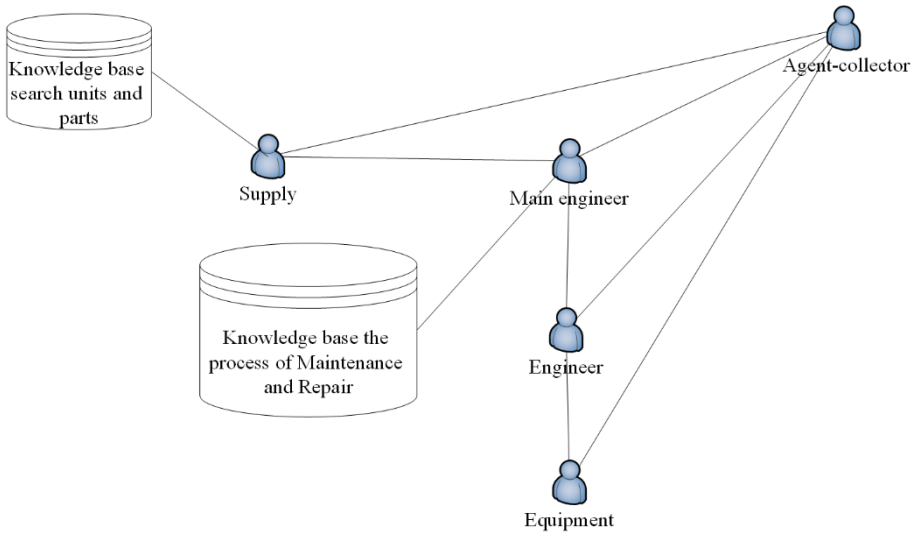 Knowledge base
search units and
parts
Agent-collector
Supply
Main engineer
Knowledge base the
process of Maintenance
and Repair
Engineer
Equipment